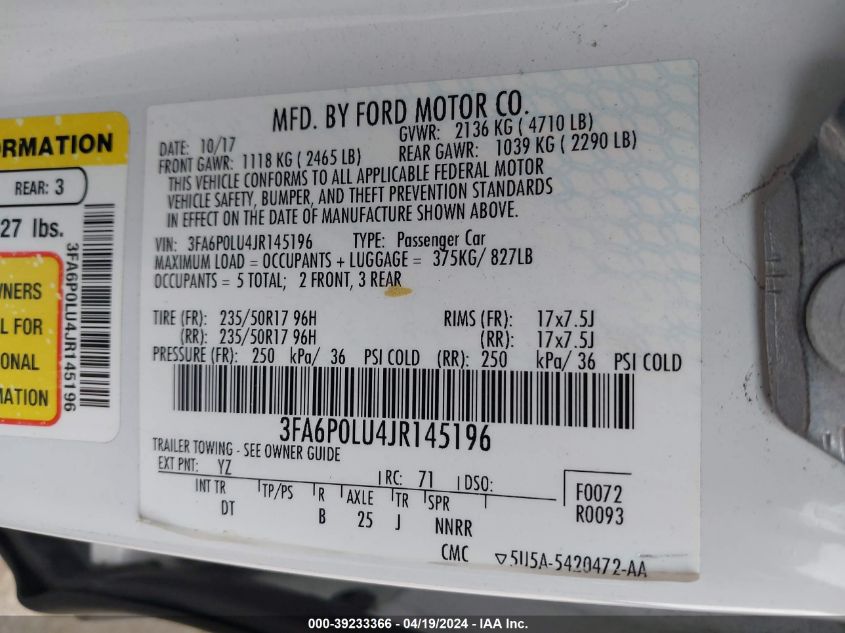 ORMATION
REAR: 3
27 lbs.
WNERS
L FOR
ONAL
MATION
3FA6P0LU4JR145196
MFD. BY FORD MOTOR CO.
DATE: 10/17 GVWR: 2136 KG ( 4710 LB)
FRONT GAWR: 1118 KG ( 2465 LB) REAR GAWR: 1039 KG ( 2290 LB)
THIS VEHICLE CONFORMS TO ALL APPLICABLE FEDERAL MOTOR
VEHICLE SAFETY, BUMPER, AND THEFT PREVENTION STANDARDS
IN EFFECT ON THE DATE OF MANUFACTURE SHOWN ABOVE.
VIN: 3FA6P0LU4JR145196 TYPE: Passenger Car
MAXIMUM LOAD = OCCUPANTS + LUGGAGE = 375KG/ 827LB
OCCUPANTS = 5 TOTAL; 2 FRONT, 3 REAR
TIRE (FR): 235/50R17 96H RIMS (FR): 17x7.5J
(RR): 235/50R17 96H (RR): 17x7.5J
PRESSURE (FR): 250 kPa/ 36 PSI COLD (RR): 250 kPa/ 36 PSI COLD
3FA6P0LU4JR145196
TRAILER TOWING - SEE OWNER GUIDE
EXT PNT: YZ RC: 71 DSO:
INT TR TP/PS R AXLE TR SPR
DT B 25 J NNRR
F0072
R0093
CMC ▽5U5A-5420472-AA
000-39233366 - 04/19/2024 - IAA Inc.